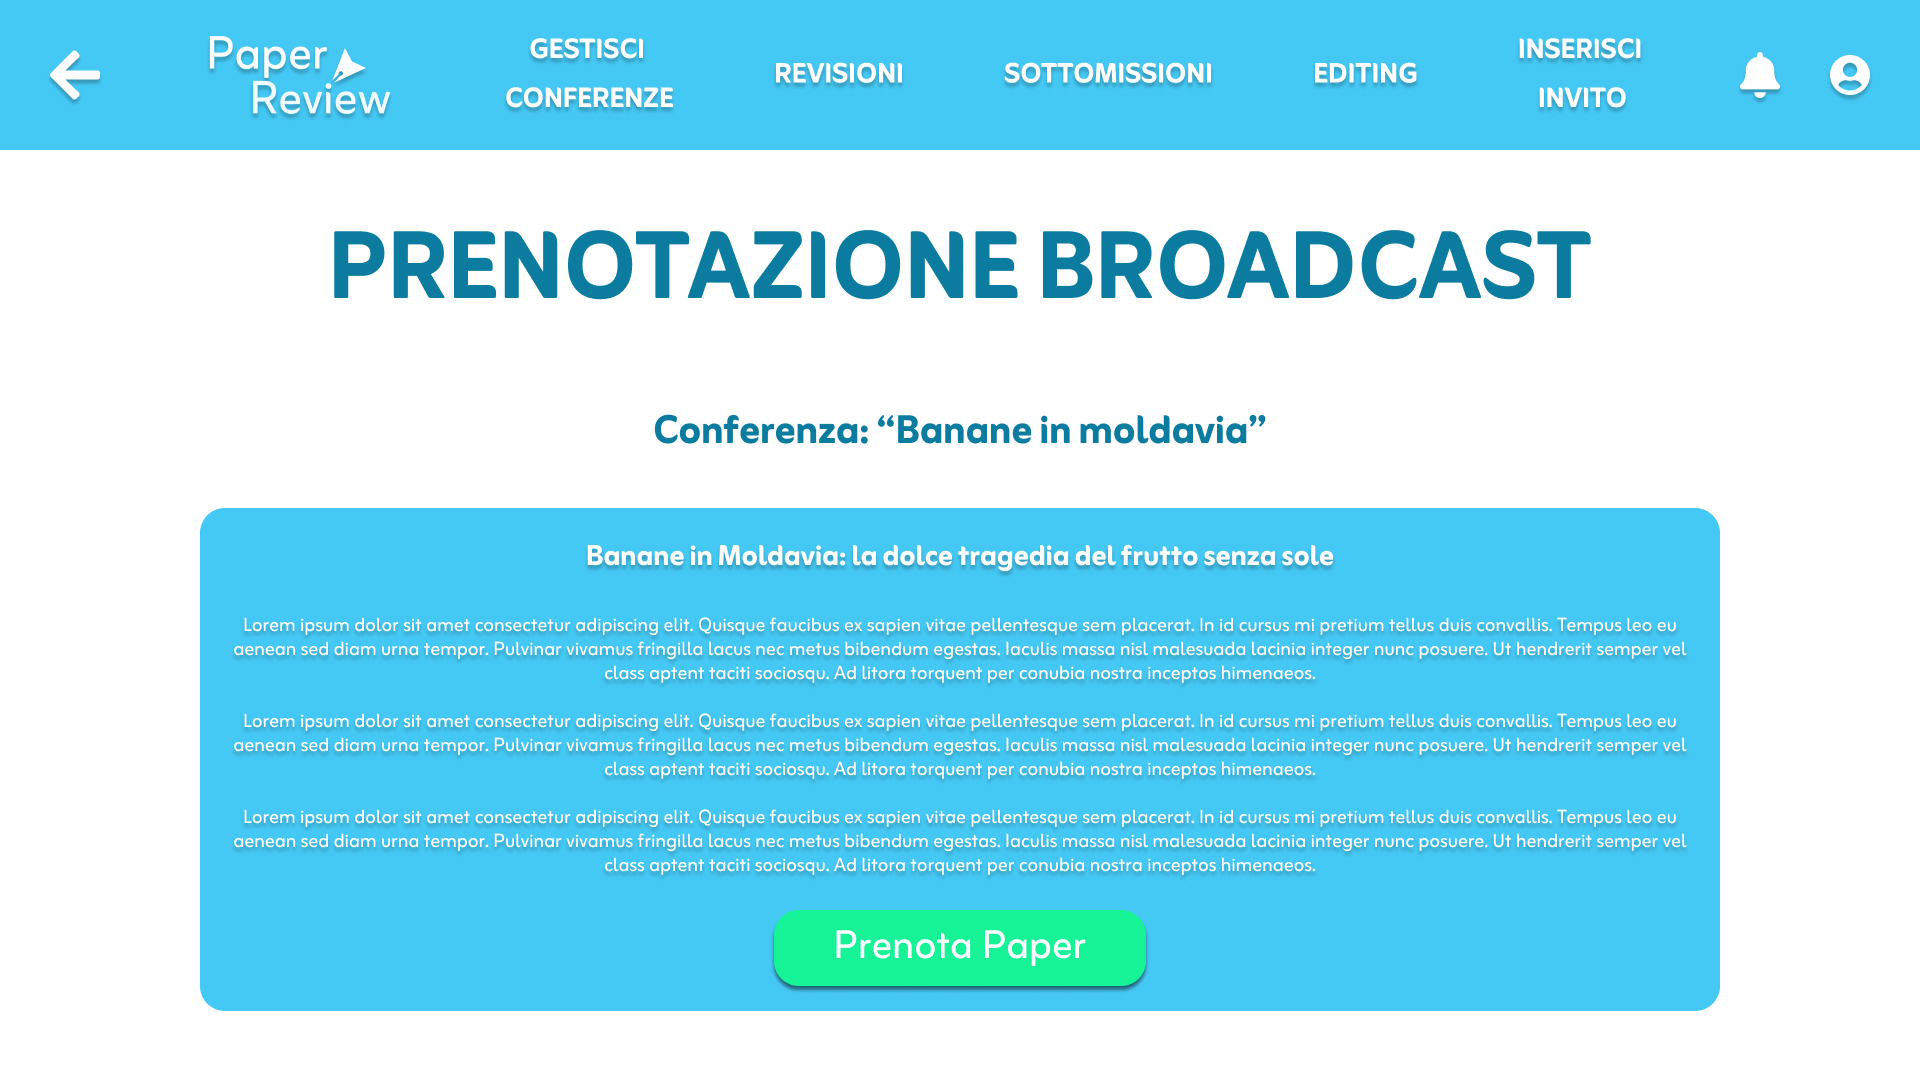 Paper
Review
GESTISCI
CONFERENZE
REVISIONI
SOTTOMISSIONI
EDITING
INSERISCI
INVITO
PRENOTAZIONE BROADCAST
Conferenza: “Banane in moldavia”
Banane in Moldavia: la dolce tragedia del frutto senza sole
Lorem ipsum dolor sit amet consectetur adipiscing elit. Quisque faucibus ex sapien vitae pellentesque sem placerat. In id cursus mi pretium tellus duis convallis. Tempus leo eu
aenean sed diam urna tempor. Pulvinar vivamus fringilla lacus nec metus bibendum egestas. Iaculis massa nisl malesuada lacinia integer nunc posuere. Ut hendrerit semper vel
class aptent taciti sociosqu. Ad litora torquent per conubia nostra inceptos himenaeos.
Lorem ipsum dolor sit amet consectetur adipiscing elit. Quisque faucibus ex sapien vitae pellentesque sem placerat. In id cursus mi pretium tellus duis convallis. Tempus leo eu
aenean sed diam urna tempor. Pulvinar vivamus fringilla lacus nec metus bibendum egestas. Iaculis massa nisl malesuada lacinia integer nunc posuere. Ut hendrerit semper vel
class aptent taciti sociosqu. Ad litora torquent per conubia nostra inceptos himenaeos.
Lorem ipsum dolor sit amet consectetur adipiscing elit. Quisque faucibus ex sapien vitae pellentesque sem placerat. In id cursus mi pretium tellus duis convallis. Tempus leo eu
aenean sed diam urna tempor. Pulvinar vivamus fringilla lacus nec metus bibendum egestas. Iaculis massa nisl malesuada lacinia integer nunc posuere. Ut hendrerit semper vel
class aptent taciti sociosqu. Ad litora torquent per conubia nostra inceptos himenaeos.
Prenota Paper